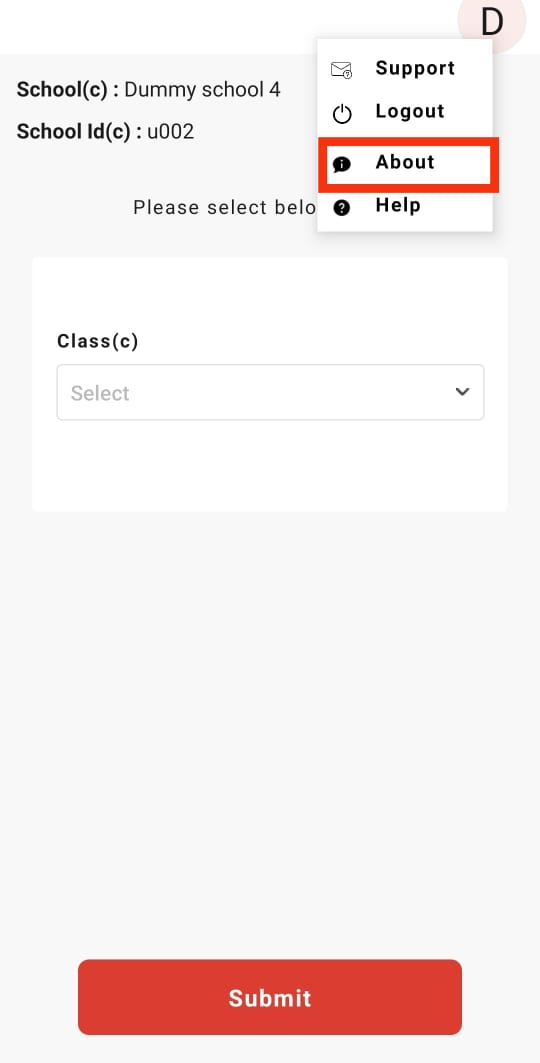 D
Support
Logout
About
Help
School(c) : Dummy school 4
School Id(c) : u002
Please select belo
Class(c)
Select
Submit